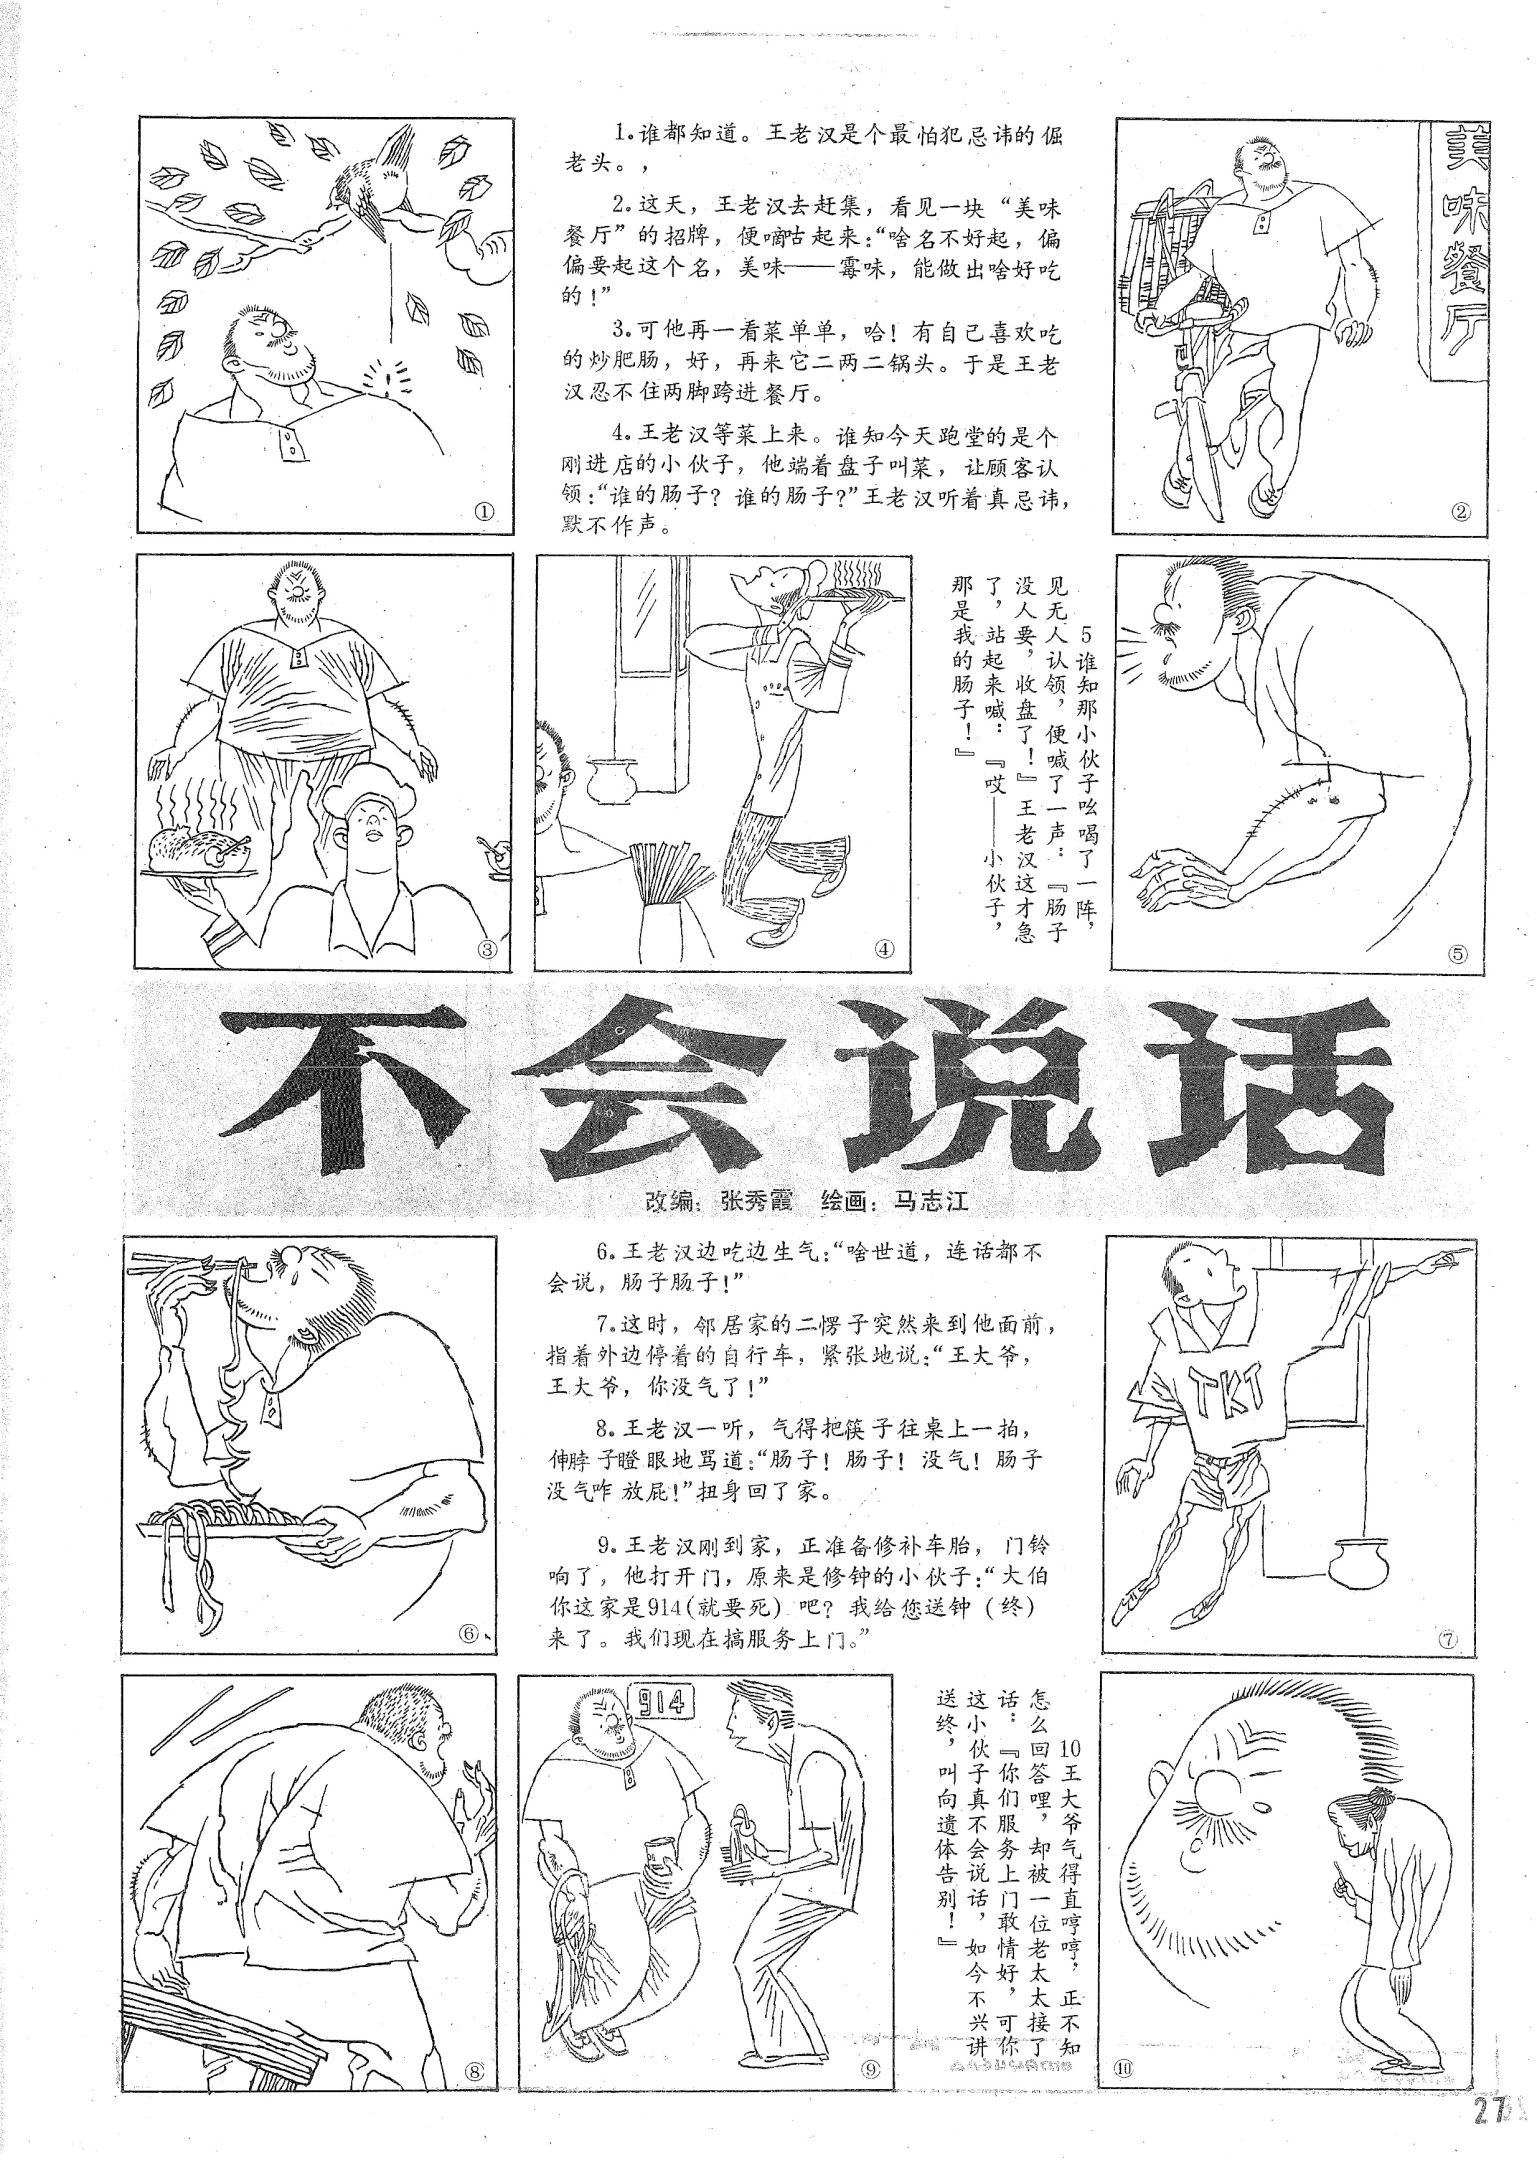 1.谁都知道。王老汉是个最怕犯忌讳的倔
老头。，
2.这天，王老汉去赶集，看见一块“美味
餐厅”的招牌，便嘀咕起来：“啥名不好起，偏
偏要起这个名，美味——霉味，能做出啥好吃
的！”
3.可他再一看菜单单，哈！有自己喜欢吃
的炒肥肠，好，再来它二两二锅头。于是王老
汉忍不住两脚跨进餐厅。
4.王老汉等菜上来。谁知今天跑堂的是个
刚进店的小伙子，他端着盘子叫菜，让顾客认
领：“谁的肠子？谁的肠子？”王老汉听着真忌讳，
默不作声。
①
美味餐厅
②
③
④
5谁知那小伙子吆喝了一阵，
见无人认领，便喊了一声：『肠子
没人要，收盘了！』王老汉这才急
了，站起来喊：『哎——小伙子，
那是我的肠子！』
⑤
不会说话
改编：张秀霞 绘画：马志江
6.王老汉边吃边生气：“啥世道，连话都不
会说，肠子肠子！”
7.这时，邻居家的二愣子突然来到他面前，
指着外边停着的自行车，紧张地说：“王大爷，
王大爷，你没气了！”
8.王老汉一听，气得把筷子往桌上一拍，
伸脖子瞪眼地骂道：“肠子！肠子！没气！肠子
没气咋放屁！”扭身回了家。
9.王老汉刚到家，正准备修补车胎，门铃
响了，他打开门，原来是修钟的小伙子：“大伯
你这家是914(就要死）吧？我给您送钟（终）
来了。我们现在搞服务上门。”
⑥
TKT
⑦
⑧
914
⑨
10王大爷气得直哼哼，正不知
怎么回答哩，却被一位老太太接了
话：『你们服务上门敢情好，可你
这小伙子真不会说话，如今不兴讲
送终，叫向遗体告别！』
⑩
27